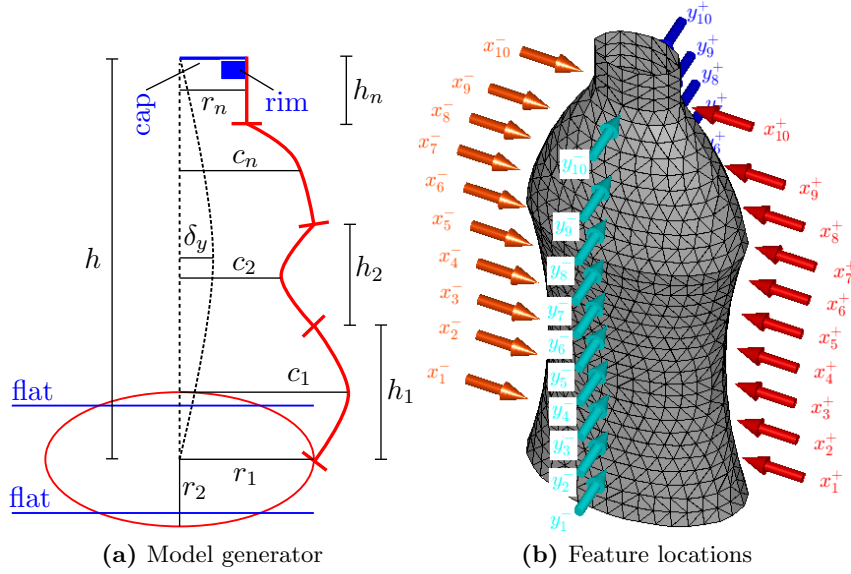 cap
rim
r_n
h_n
c_n
δ_y
h
c_2
h_2
c_1
h_1
flat
r_1
r_2
flat
(a) Model generator
x_10^-
x_9^-
x_8^-
x_7^-
x_6^-
x_5^-
x_4^-
x_3^-
x_2^-
x_1^-
y_10^-
y_9^-
y_8^-
y_7^-
y_6^-
y_5^-
y_4^-
y_3^-
y_2^-
y_1^-
y_10^+
y_9^+
y_8^+
y_6^+
x_10^+
x_9^+
x_8^+
x_7^+
x_6^+
x_5^+
x_4^+
x_3^+
x_2^+
x_1^+
(b) Feature locations